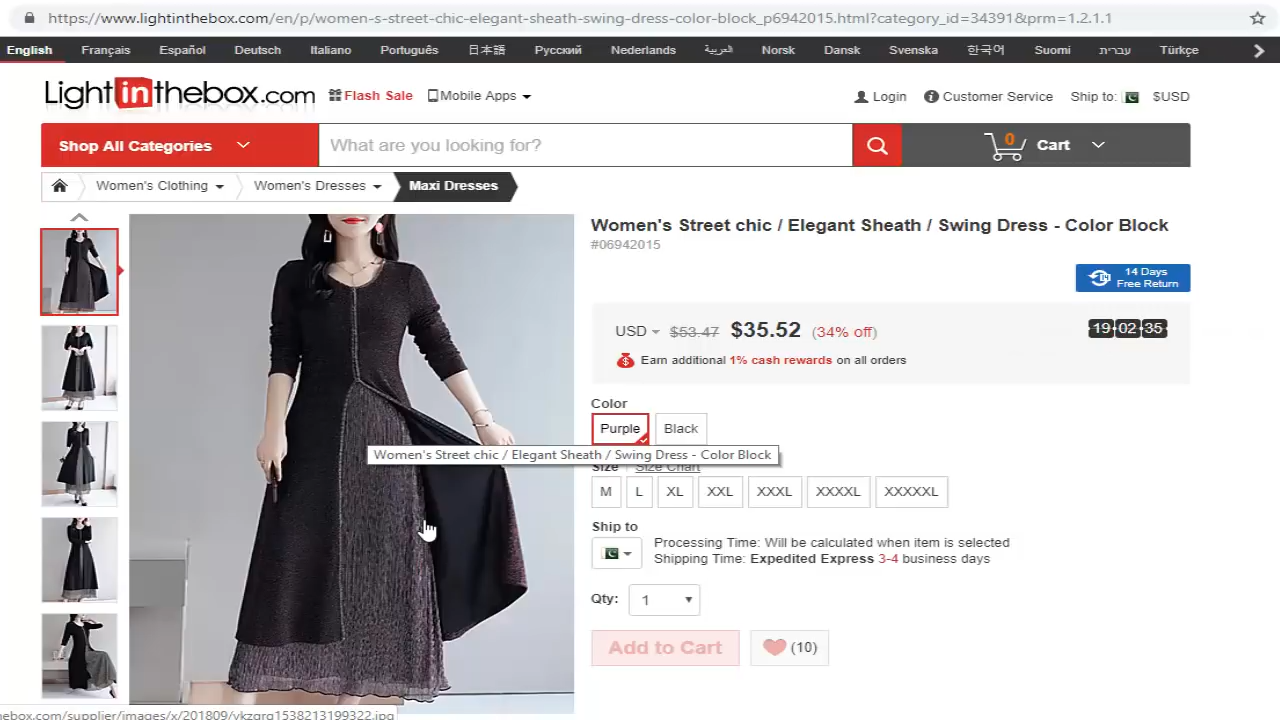 https://www.lightinthebox.com/en/p/women-s-street-chic-elegant-sheath-swing-dress-color-block_p6942015.html?category_id=34391&prm=1.2.1.1
English Français Español Deutsch Italiano Português 日本語 Русский Nederlands العربية Norsk Dansk Svenska 한국어 Suomi עברית Türkçe
Lightinthebox.com Flash Sale Mobile Apps Login Customer Service Ship to: $USD
Shop All Categories What are you looking for? 0 Cart
Women's Clothing Women's Dresses Maxi Dresses
Women's Street chic / Elegant Sheath / Swing Dress - Color Block
#06942015
14 Days
Free Return
USD $53.47 $35.52 (34% off) 19:02:35
Earn additional 1% cash rewards on all orders
Color
Purple Black
Women's Street chic / Elegant Sheath / Swing Dress - Color Block
Size Size Chart
M L XL XXL XXXL XXXXL XXXXXL
Ship to
Processing Time: Will be calculated when item is selected
Shipping Time: Expedited Express 3-4 business days
Qty: 1
Add to Cart (10)
hebox.com/supplier/images/x/201809/vkzgrg1538213199322.jpg